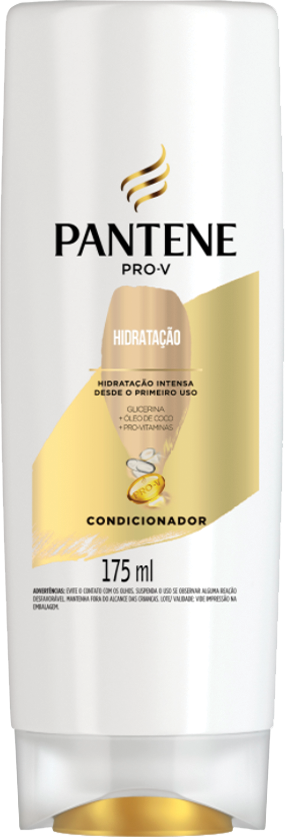 PANTENE
PRO-V
HIDRATAÇÃO
HIDRATAÇÃO INTENSA
DESDE O PRIMEIRO USO
GLICERINA
+ ÓLEO DE COCO
+ PRO-VITAMINAS
PRO-V
CONDICIONADOR
175 ml
ADVERTÊNCIAS: EVITE O CONTATO COM OS OLHOS. SUSPENDA O USO SE OBSERVAR ALGUMA REAÇÃO
DESFAVORÁVEL. MANTENHA FORA DO ALCANCE DAS CRIANÇAS. LOTE/ VALIDADE: VIDE IMPRESSÃO NA
EMBALAGEM.